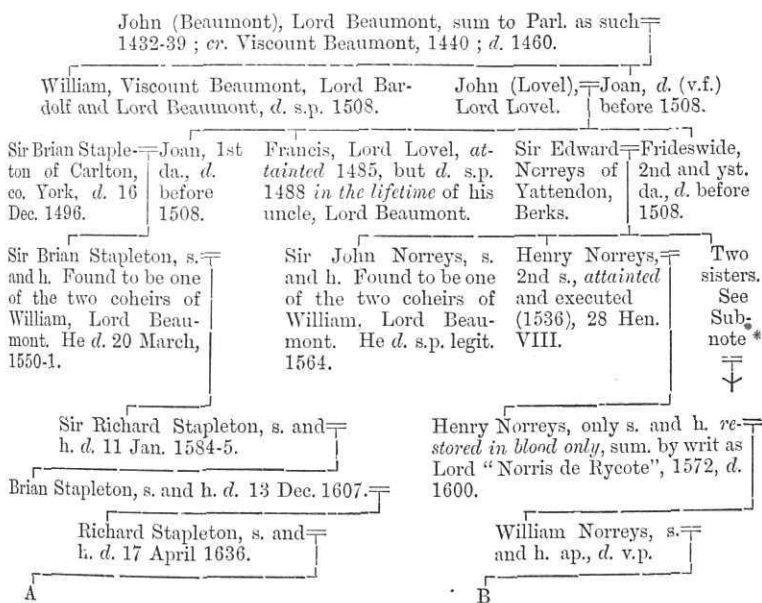 John (Beaumont), Lord Beaumont, sum to Parl. as such
1432-39 ; cr. Viscount Beaumont, 1440 ; d. 1460.
William, Viscount Beaumont, Lord Bar-
dolf and Lord Beaumont, d. s.p. 1508.
John (Lovel),
Lord Lovel.
Joan, d. (v.f.)
before 1508.
Sir Brian Staple-
ton of Carlton,
co. York, d. 16
Dec. 1496.
Joan, 1st
da., d.
before
1508.
Francis, Lord Lovel, at-
tainted 1485, but d. s.p.
1488 in the lifetime of his
uncle, Lord Beaumont.
Sir Edward
Norreys of
Yattendon,
Berks.
Frideswide,
2nd and yst.
da., d. before
1508.
Sir Brian Stapleton, s.
and h. Found to be one
of the two coheirs of
William, Lord Beau-
mont. He d. 20 March,
1550-1.
Sir John Norreys, s.
and h. Found to be one
of the two coheirs of
William, Lord Beau-
mont. He d. s.p. legit.
1564.
Henry Norreys,
2nd s., attainted
and executed
(1536), 28 Hen.
VIII.
Two
sisters.
See
Sub-
note *
Sir Richard Stapleton, s. and
h. d. 11 Jan. 1584-5.
Henry Norreys, only s. and h. re-
stored in blood only, sum. by writ as
Lord "Norris de Rycote", 1572, d.
1600.
Brian Stapleton, s. and h. d. 13 Dec. 1607.
Richard Stapleton, s. and
h. d. 17 April 1636.
William Norreys, s.
and h. ap., d. v.p.
A
B